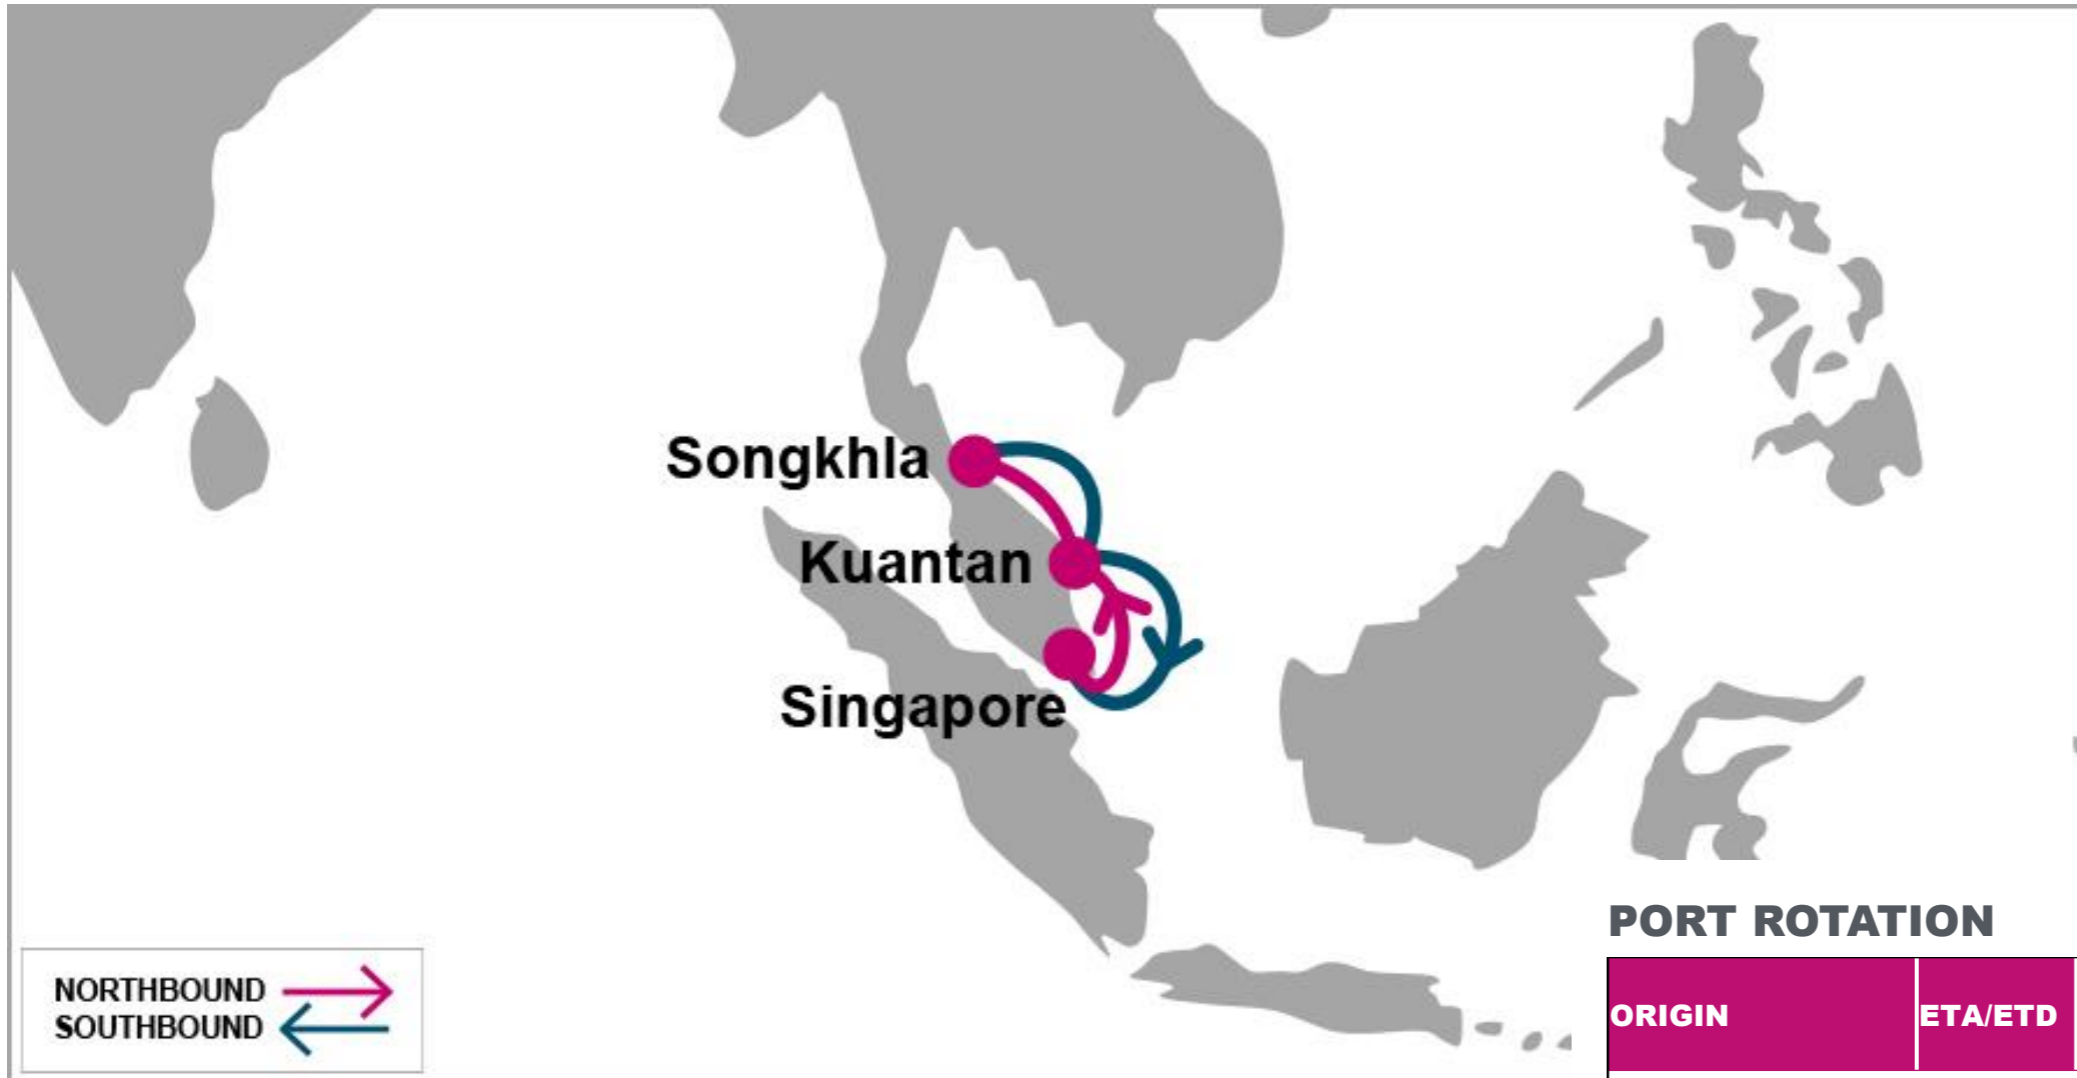 Songkhla
Kuantan
Singapore
PORT ROTATION
ORIGIN ETA/ETD
NORTHBOUND
SOUTHBOUND